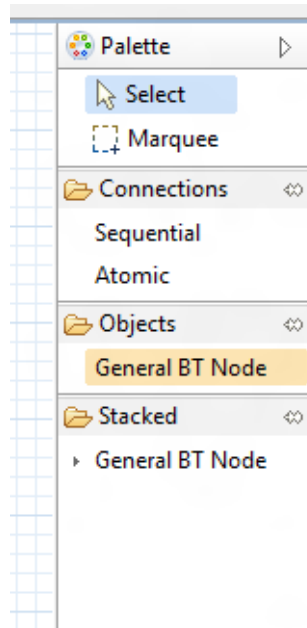 Palette
Select
Marquee
Connections
Sequential
Atomic
Objects
General BT Node
Stacked
General BT Node